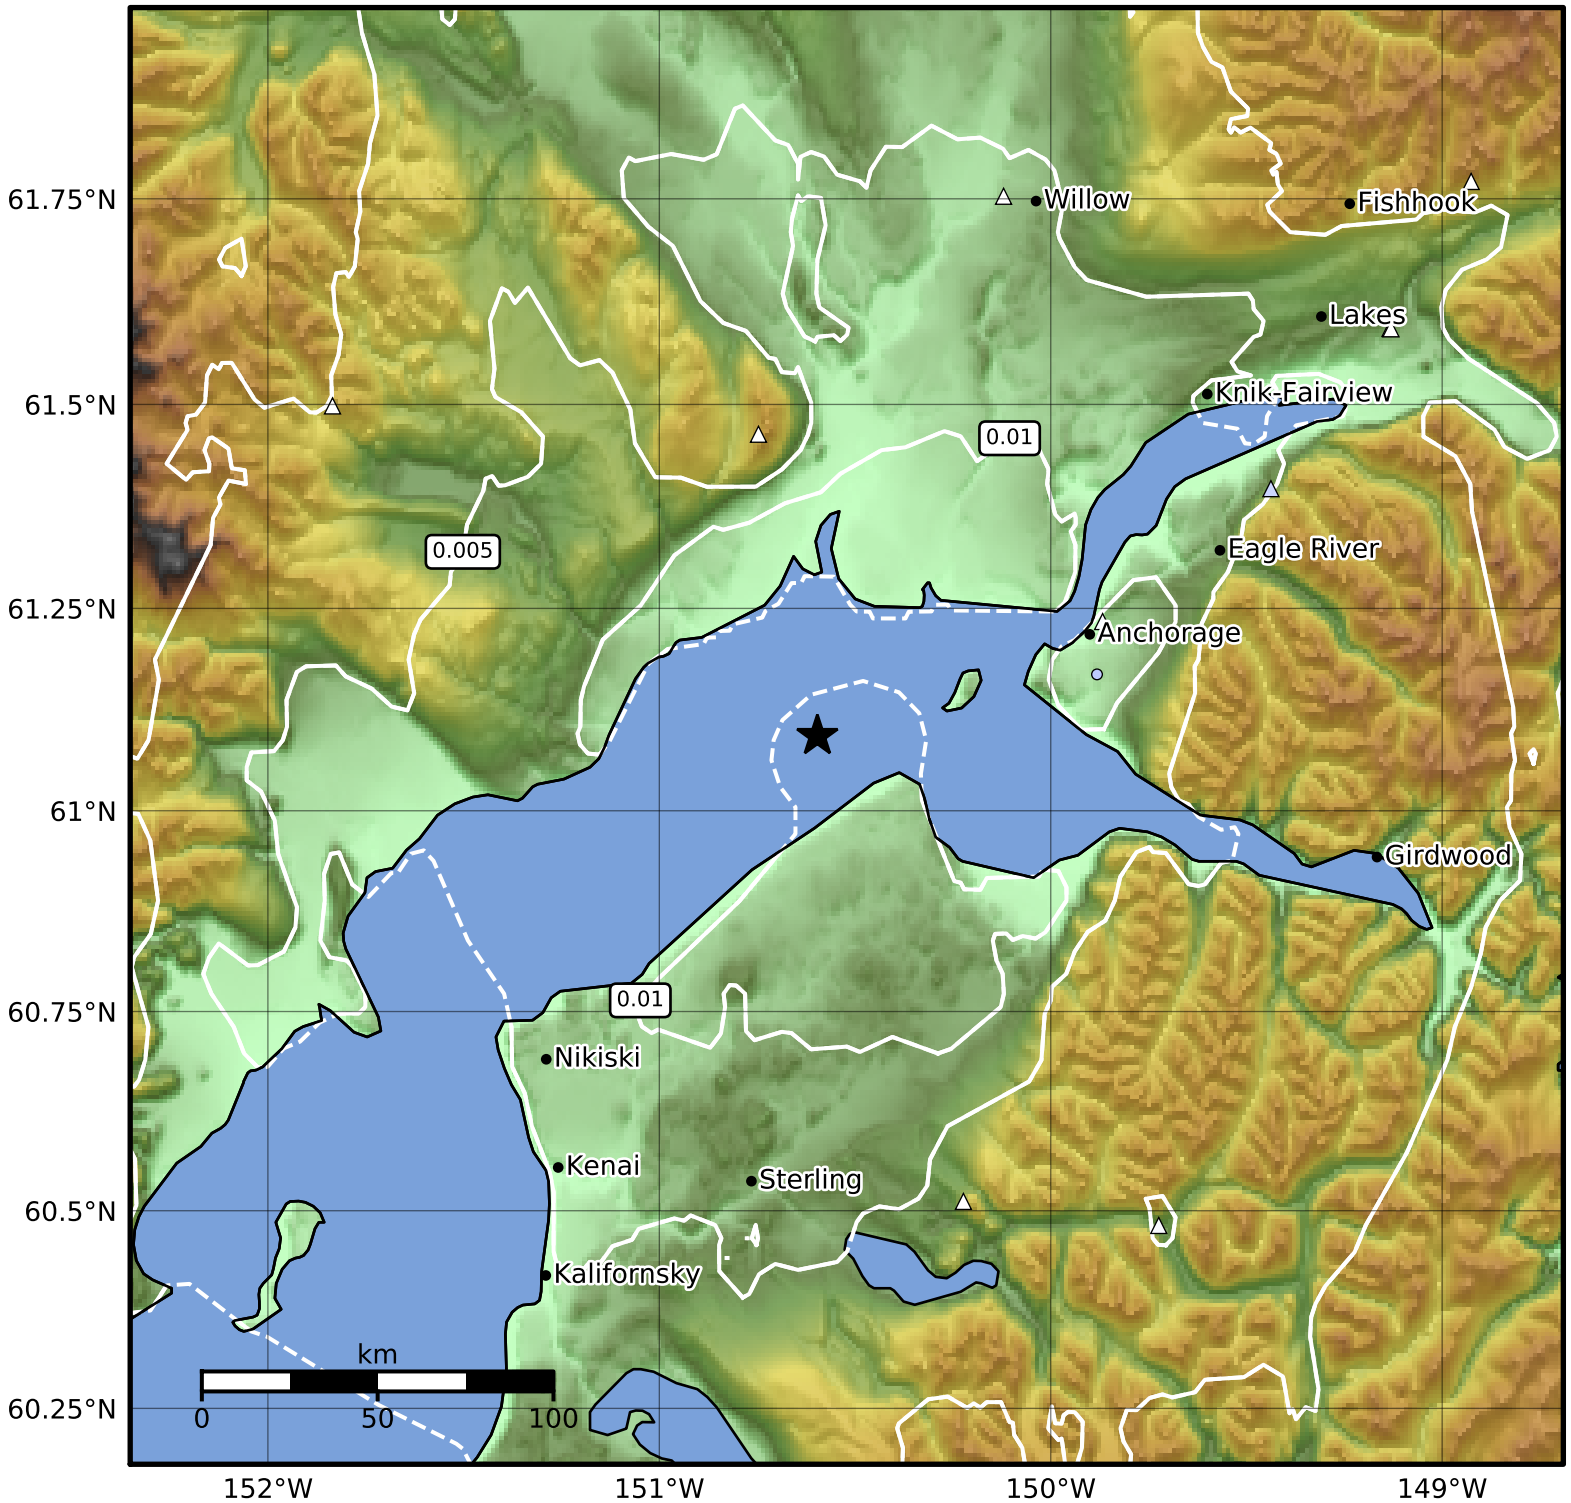 61.75°N
Willow
Fishhook
Lakes
61.5°N
Knik-Fairview
0.01
0.005
Eagle River
61.25°N
Anchorage
61°N
Girdwood
60.75°N
0.01
Nikiski
Kenai
Sterling
60.5°N
Kalifornsky
km
0 50 100
60.25°N
152°W 151°W 150°W 149°W